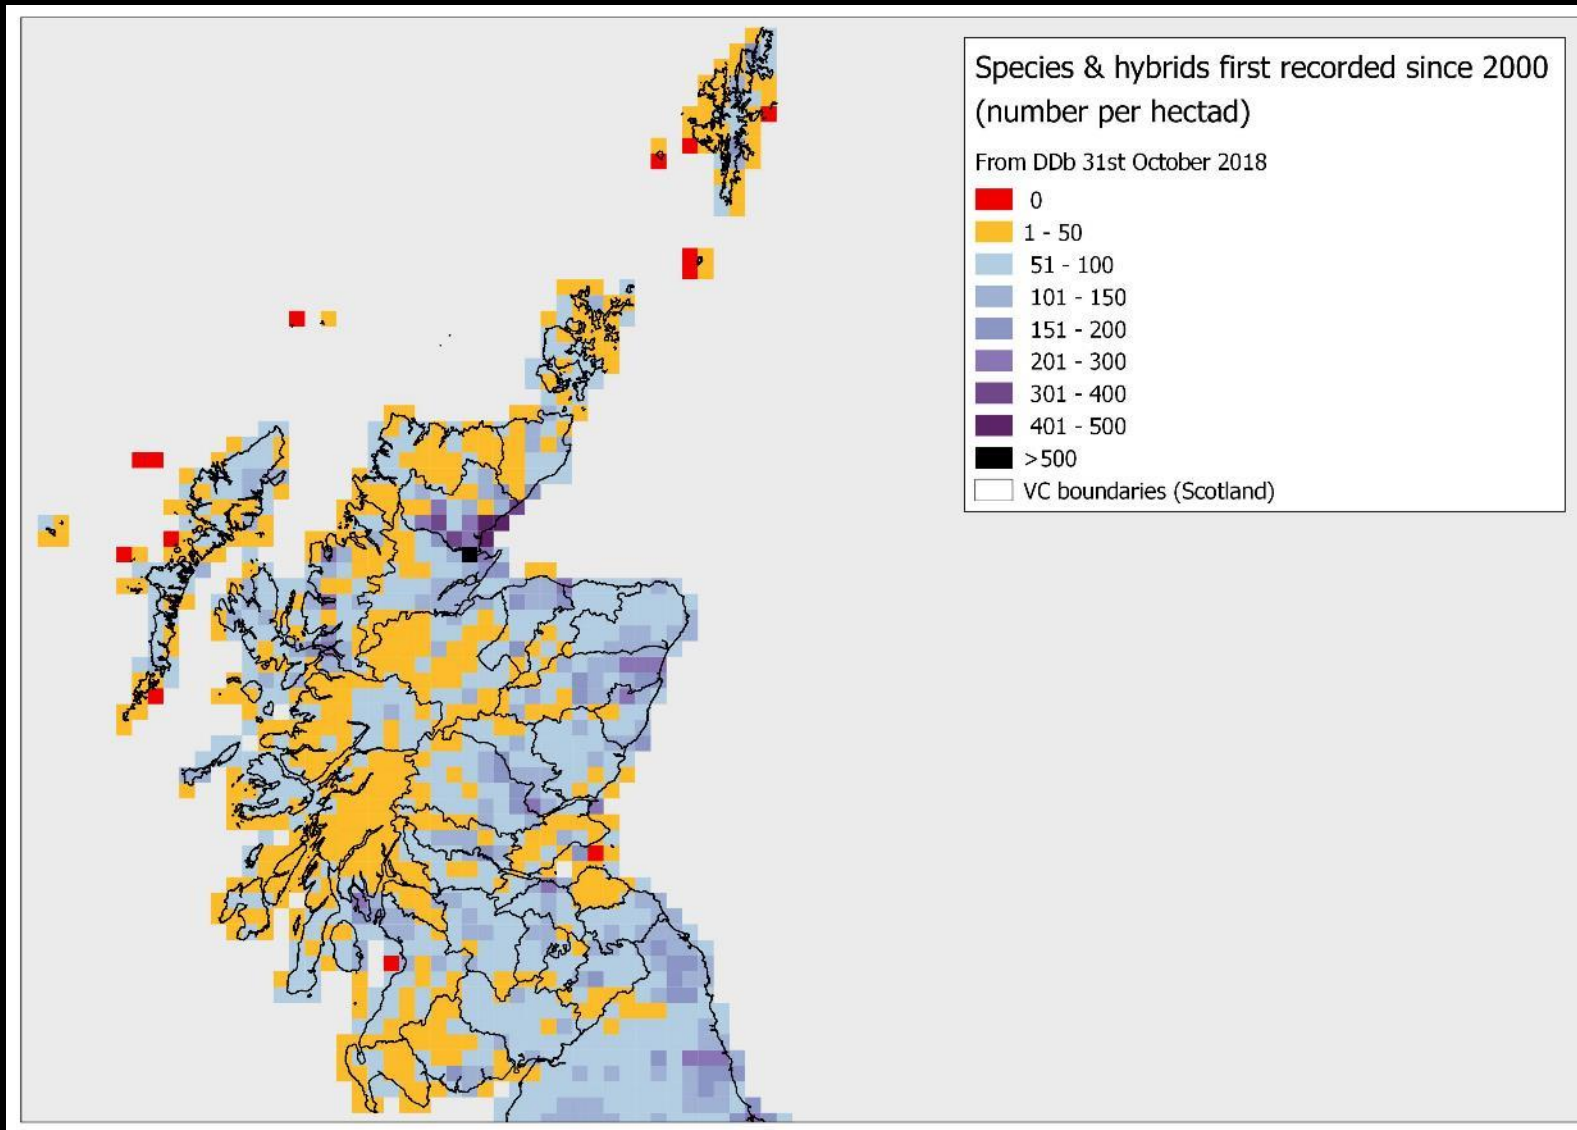 Species & hybrids first recorded since 2000
(number per hectad)
From DDb 31st October 2018
0
1 - 50
51 - 100
101 - 150
151 - 200
201 - 300
301 - 400
401 - 500
>500
VC boundaries (Scotland)